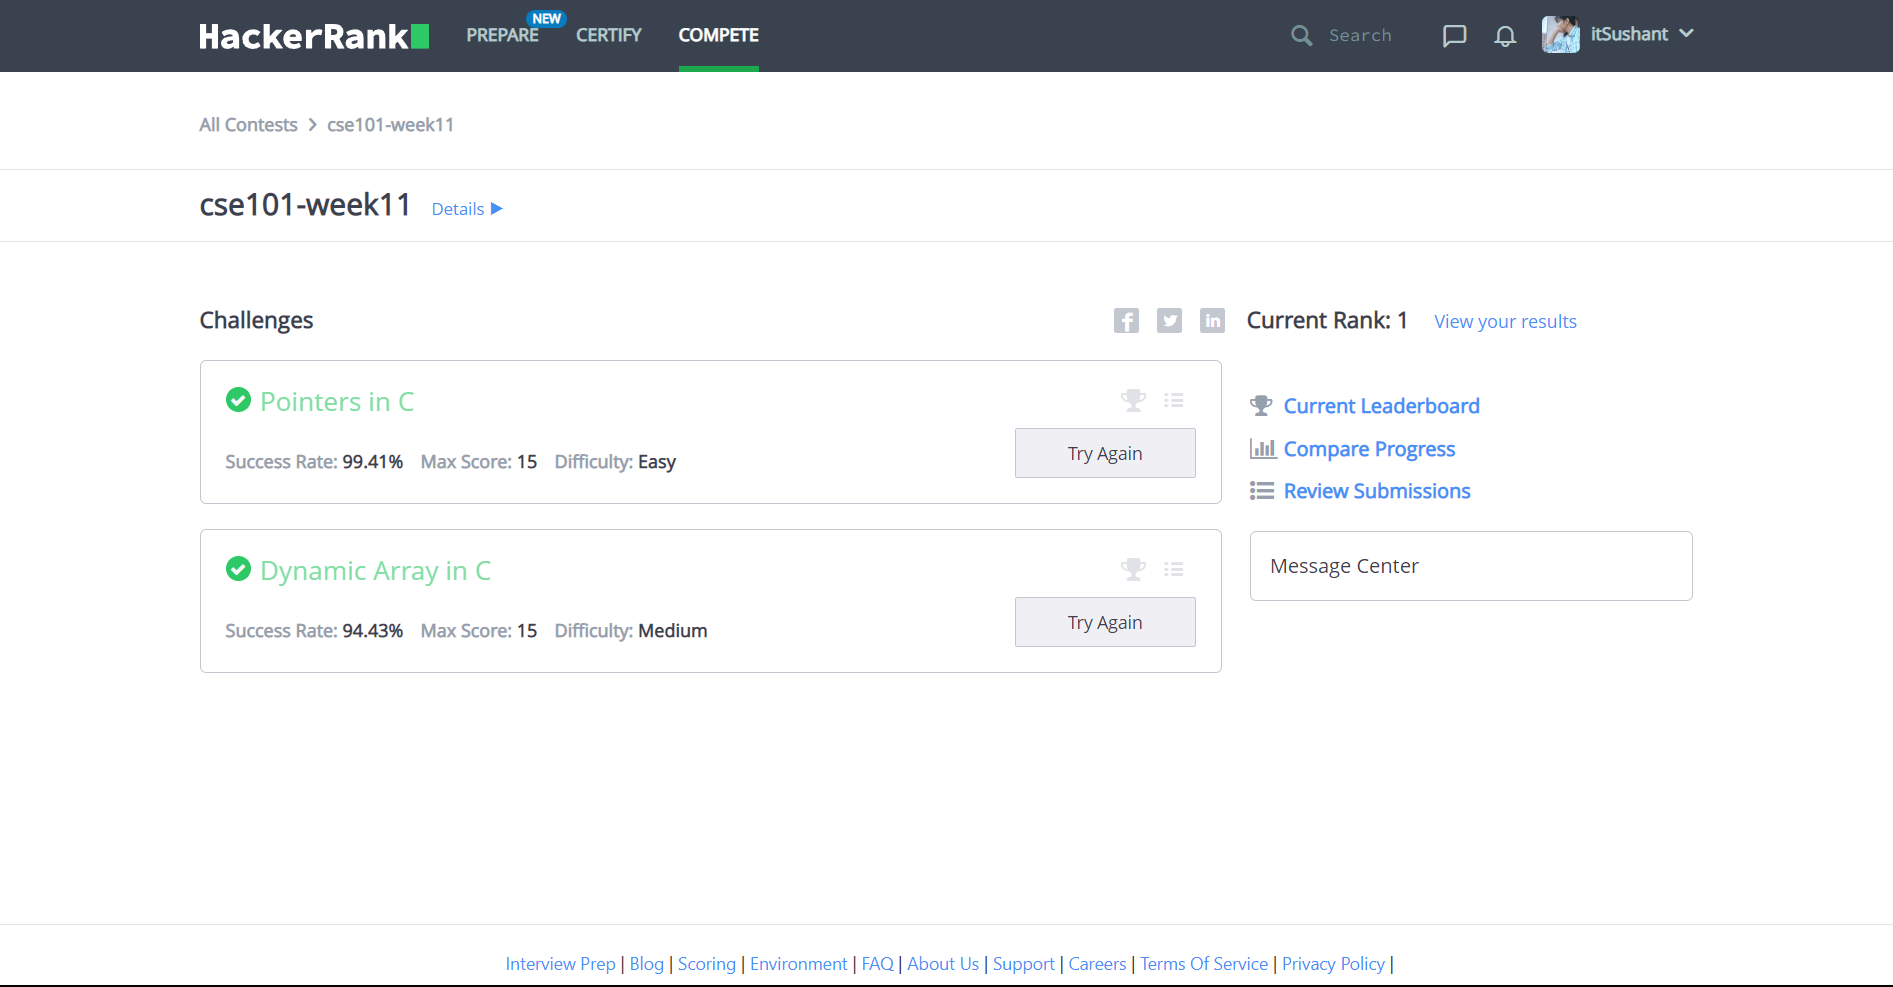 HackerRank PREPARE NEW CERTIFY COMPETE Search itSushant
All Contests > cse101-week11
cse101-week11 Details ▶
Challenges
Pointers in C
Success Rate: 99.41% Max Score: 15 Difficulty: Easy
Try Again
Dynamic Array in C
Success Rate: 94.43% Max Score: 15 Difficulty: Medium
Try Again
Current Rank: 1 View your results
Current Leaderboard
Compare Progress
Review Submissions
Message Center
Interview Prep | Blog | Scoring | Environment | FAQ | About Us | Support | Careers | Terms Of Service | Privacy Policy |